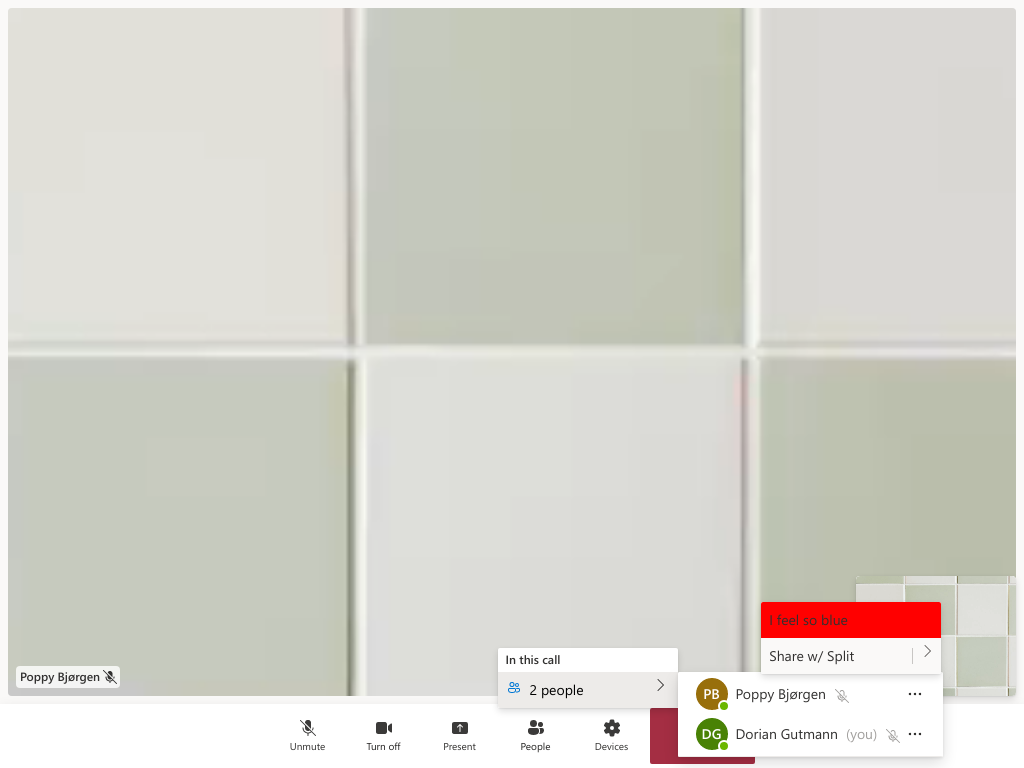 I feel so blue
Share w/ Split
In this call
2 people
Poppy Bjørgen
PB Poppy Bjørgen
DG Dorian Gutmann (you)
Unmute
Turn off
Present
People
Devices